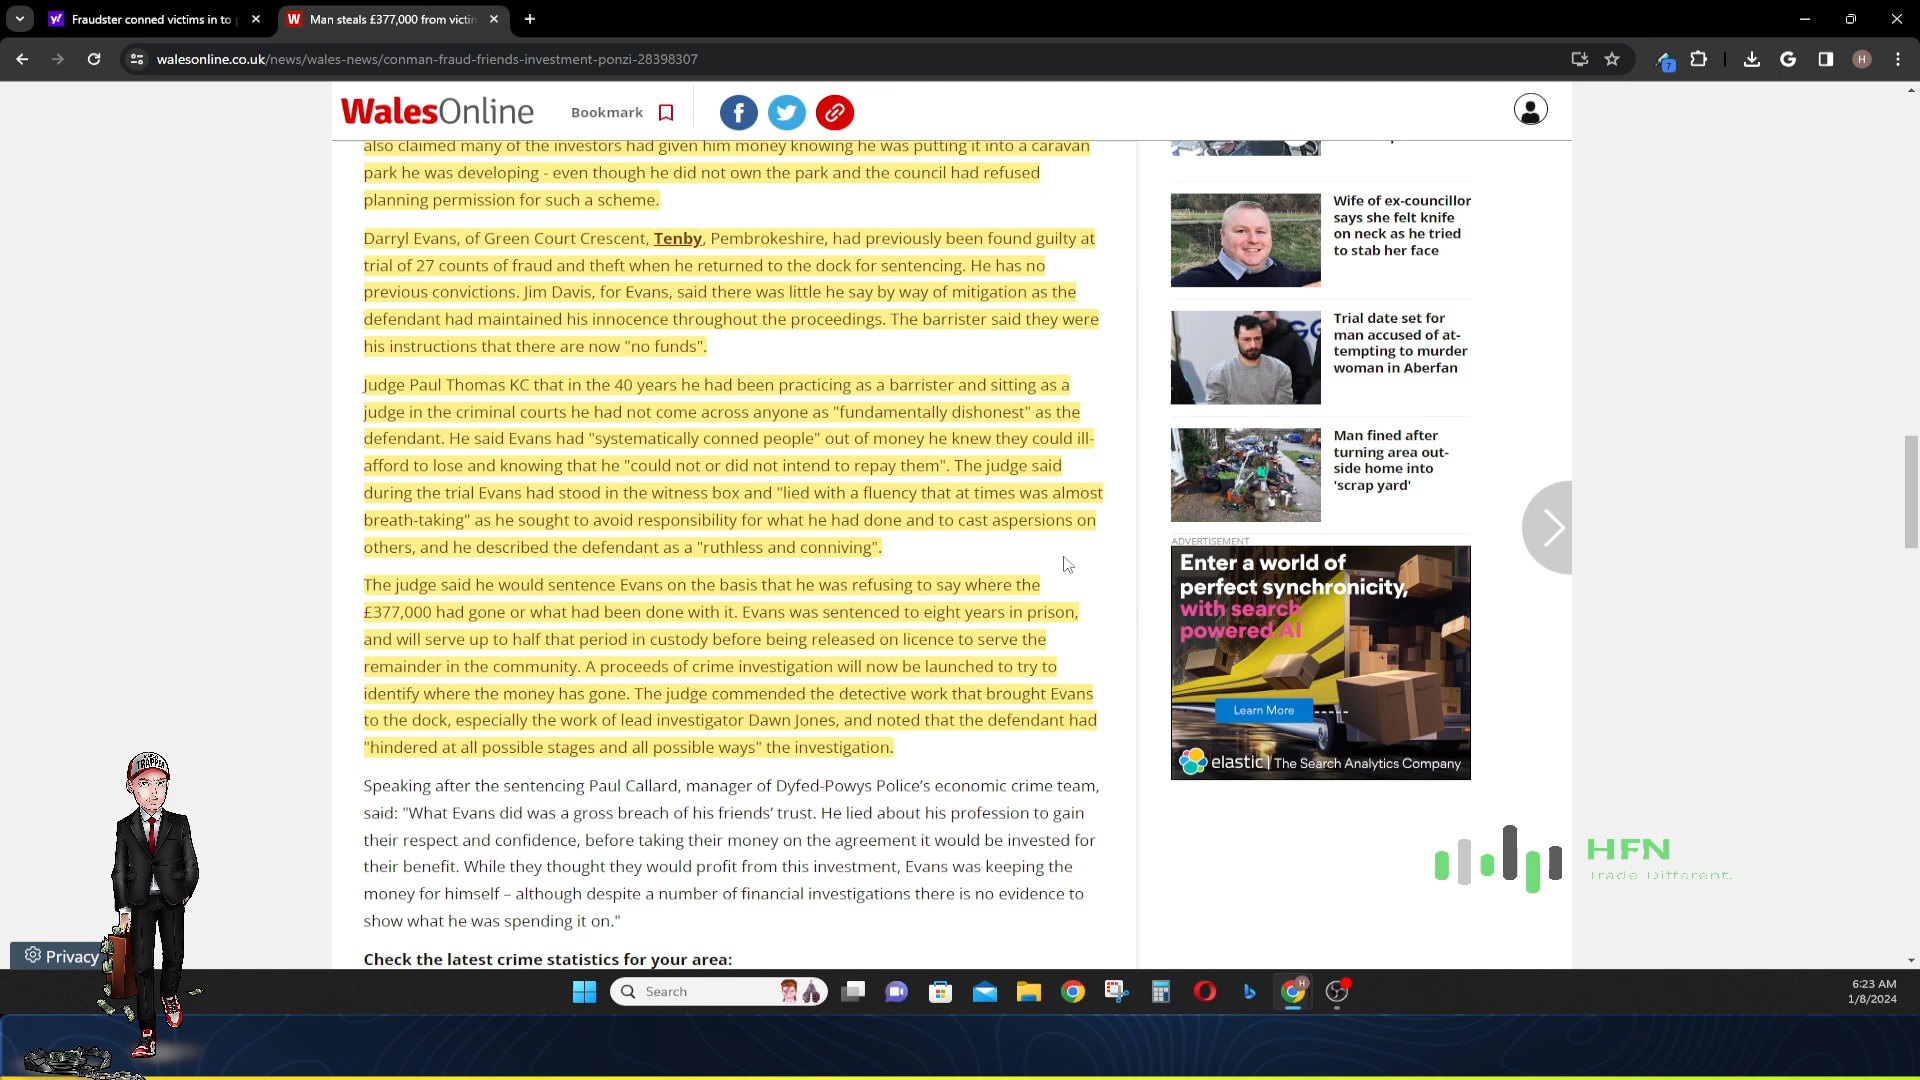 Fraudster conned victims in to
Man steals £377,000 from victim
walesonline.co.uk/news/wales-news/conman-fraud-friends-investment-ponzi-28398307
7
H
WalesOnline
Bookmark
also claimed many of the investors had given him money knowing he was putting it into a caravan
park he was developing - even though he did not own the park and the council had refused
planning permission for such a scheme.
Darryl Evans, of Green Court Crescent, Tenby, Pembrokeshire, had previously been found guilty at
trial of 27 counts of fraud and theft when he returned to the dock for sentencing. He has no
previous convictions. Jim Davis, for Evans, said there was little he say by way of mitigation as the
defendant had maintained his innocence throughout the proceedings. The barrister said they were
his instructions that there are now "no funds".
Judge Paul Thomas KC that in the 40 years he had been practicing as a barrister and sitting as a
judge in the criminal courts he had not come across anyone as "fundamentally dishonest" as the
defendant. He said Evans had "systematically conned people" out of money he knew they could ill-
afford to lose and knowing that he "could not or did not intend to repay them". The judge said
during the trial Evans had stood in the witness box and "lied with a fluency that at times was almost
breath-taking" as he sought to avoid responsibility for what he had done and to cast aspersions on
others, and he described the defendant as a "ruthless and conniving".
The judge said he would sentence Evans on the basis that he was refusing to say where the
£377,000 had gone or what had been done with it. Evans was sentenced to eight years in prison,
and will serve up to half that period in custody before being released on licence to serve the
remainder in the community. A proceeds of crime investigation will now be launched to try to
identify where the money has gone. The judge commended the detective work that brought Evans
to the dock, especially the work of lead investigator Dawn Jones, and noted that the defendant had
"hindered at all possible stages and all possible ways" the investigation.
Speaking after the sentencing Paul Callard, manager of Dyfed-Powys Police's economic crime team,
said: "What Evans did was a gross breach of his friends' trust. He lied about his profession to gain
their respect and confidence, before taking their money on the agreement it would be invested for
their benefit. While they thought they would profit from this investment, Evans was keeping the
money for himself – although despite a number of financial investigations there is no evidence to
show what he was spending it on."
Check the latest crime statistics for your area:
Wife of ex-councillor
says she felt knife
on neck as he tried
to stab her face
Trial date set for
man accused of at-
tempting to murder
woman in Aberfan
Man fined after
turning area out-
side home into
'scrap yard'
ADVERTISEMENT
Enter a world of
perfect synchronicity,
with search
powered AI
Learn More
elastic | The Search Analytics Company
HFN
Trade Different.
TRAPPER
Privacy
Search
6:23 AM
1/8/2024